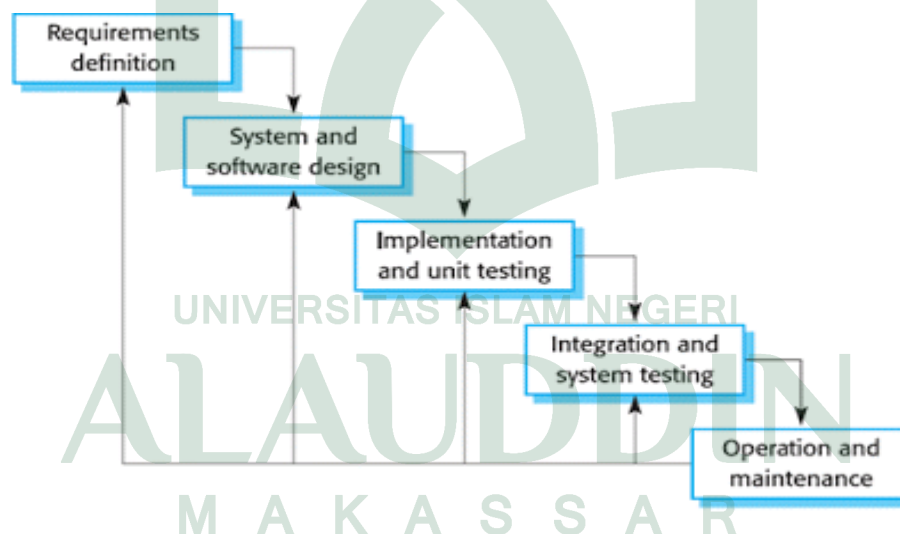 Requirements
definition
System and
software design
Implementation
and unit testing
UNIVERSITAS ISLAM NEGERI
Integration and
system testing
ALAUDDIN
Operation and
maintenance
MAKASSAR